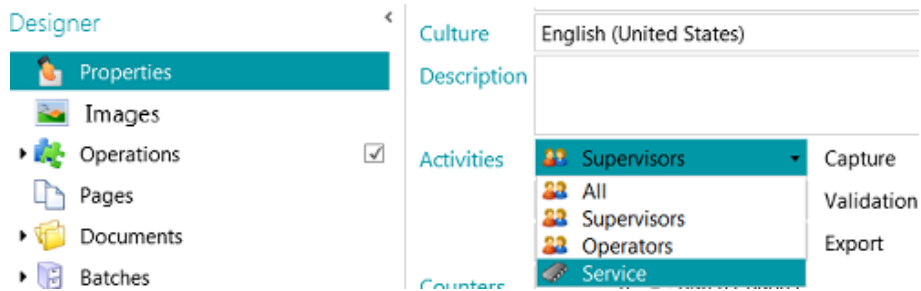 Designer
Properties
Images
Operations
Pages
Documents
Batches
Culture English (United States)
Description
Activities Supervisors Capture
All
Supervisors Validation
Operators Export
Service
Counters